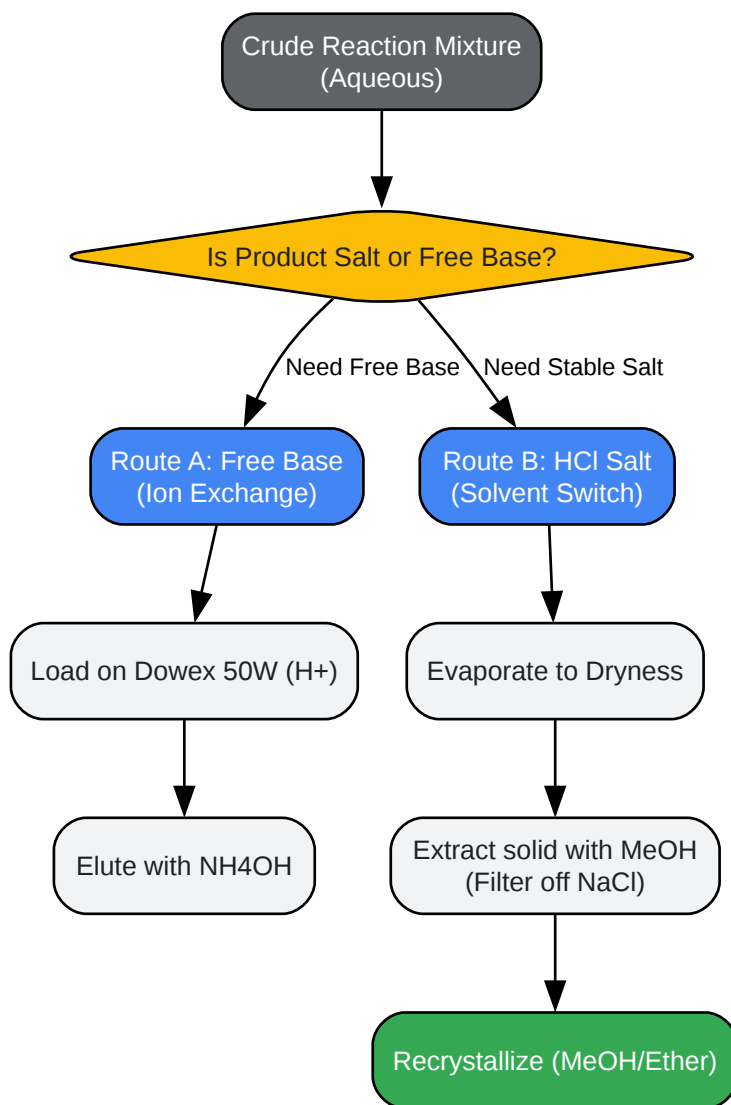 Crude Reaction Mixture
(Aqueous)
Is Product Salt or Free Base?
Need Free Base
Need Stable Salt
Route A: Free Base
(Ion Exchange)
Route B: HCl Salt
(Solvent Switch)
Load on Dowex 50W (H+)
Evaporate to Dryness
Elute with NH4OH
Extract solid with MeOH
(Filter off NaCl)
Recrystallize (MeOH/Ether)